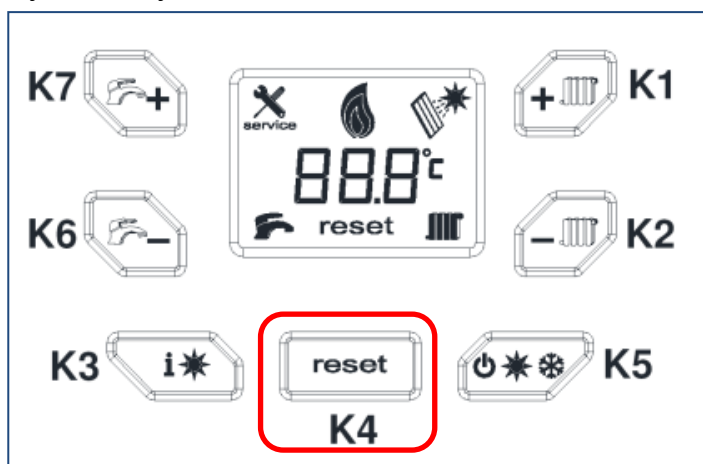 K7 + service + K1
88.8°c
K6 - reset - K2
K3 i reset K5
K4